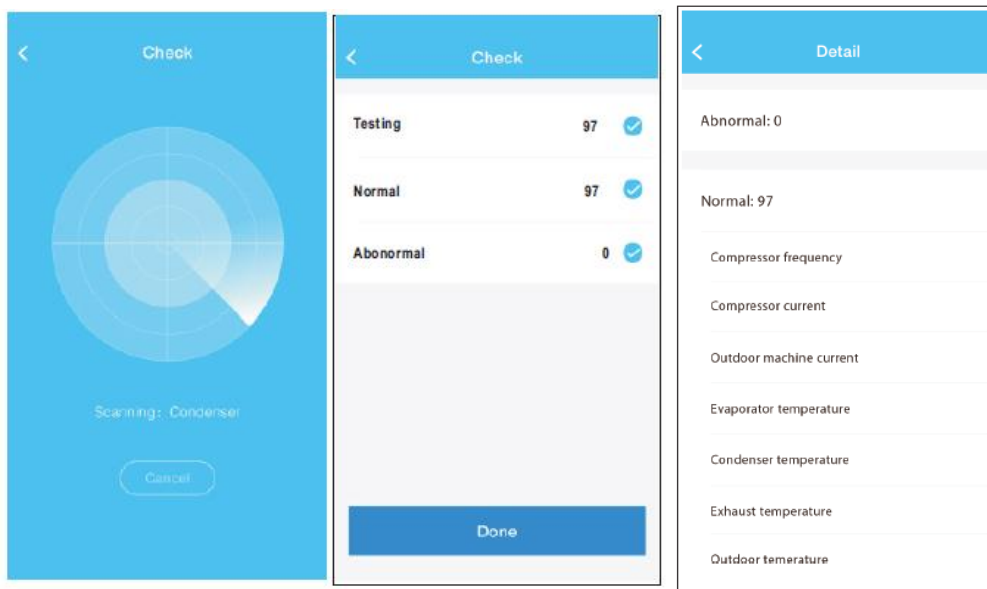 Check
Scanning: Condenser
Cancel
Check
Testing 97
Normal 97
Abonormal 0
Done
Detail
Abnormal: 0
Normal: 97
Compressor frequency
Compressor current
Outdoor machine current
Evaporator temperature
Condenser temperature
Exhaust temperature
Outdoor temerature